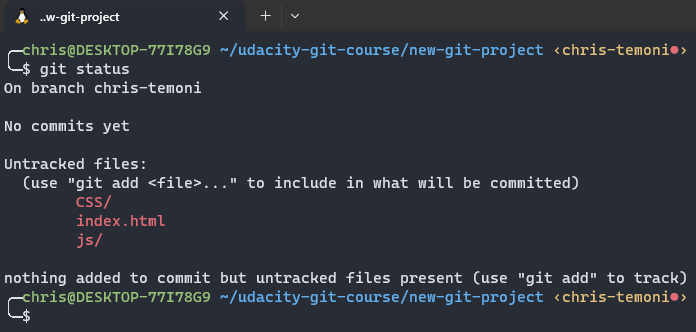 ..w-git-project
chris@DESKTOP-77I78G9 ~/udacity-git-course/new-git-project ‹chris-temoni●›
$ git status
On branch chris-temoni
No commits yet
Untracked files:
(use "git add <file>..." to include in what will be committed)
CSS/
index.html
js/
nothing added to commit but untracked files present (use "git add" to track)
chris@DESKTOP-77I78G9 ~/udacity-git-course/new-git-project ‹chris-temoni●›
$